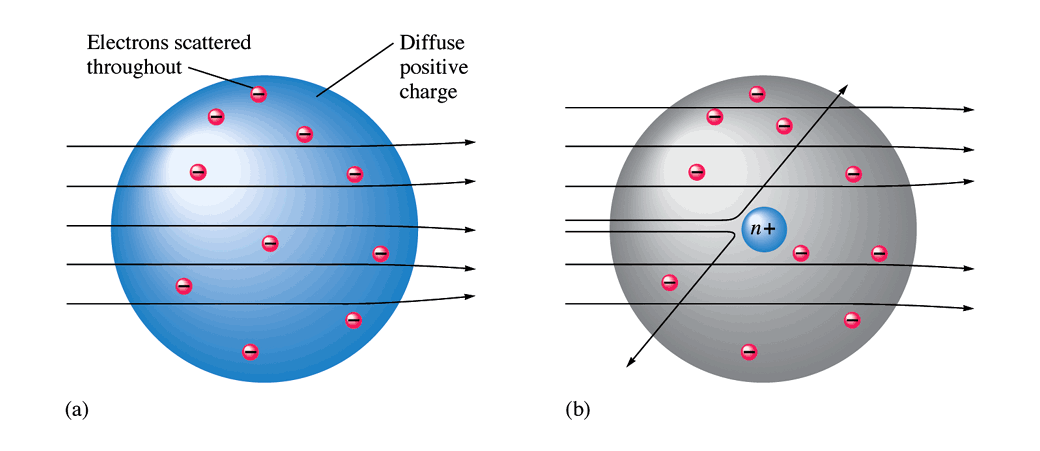 Electrons scattered
throughout
Diffuse
positive
charge
n+
(a)
(b)